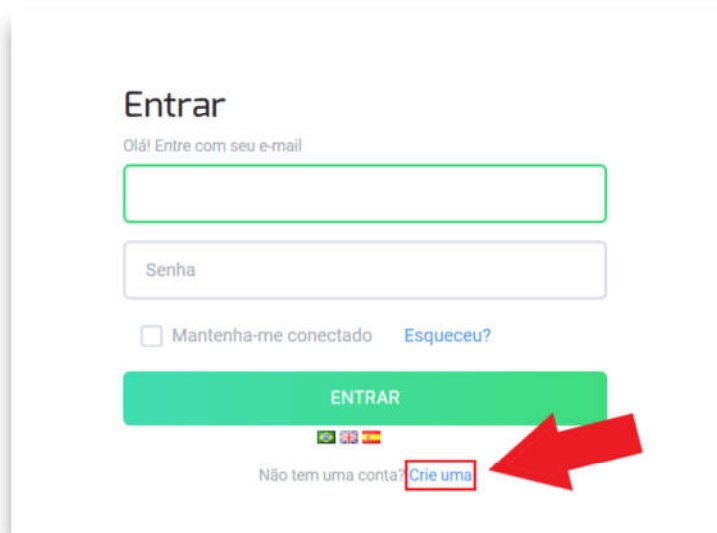 Entrar
Olá! Entre com seu e-mail
Senha
Mantenha-me conectado Esqueceu?
ENTRAR
Não tem uma conta? Crie uma